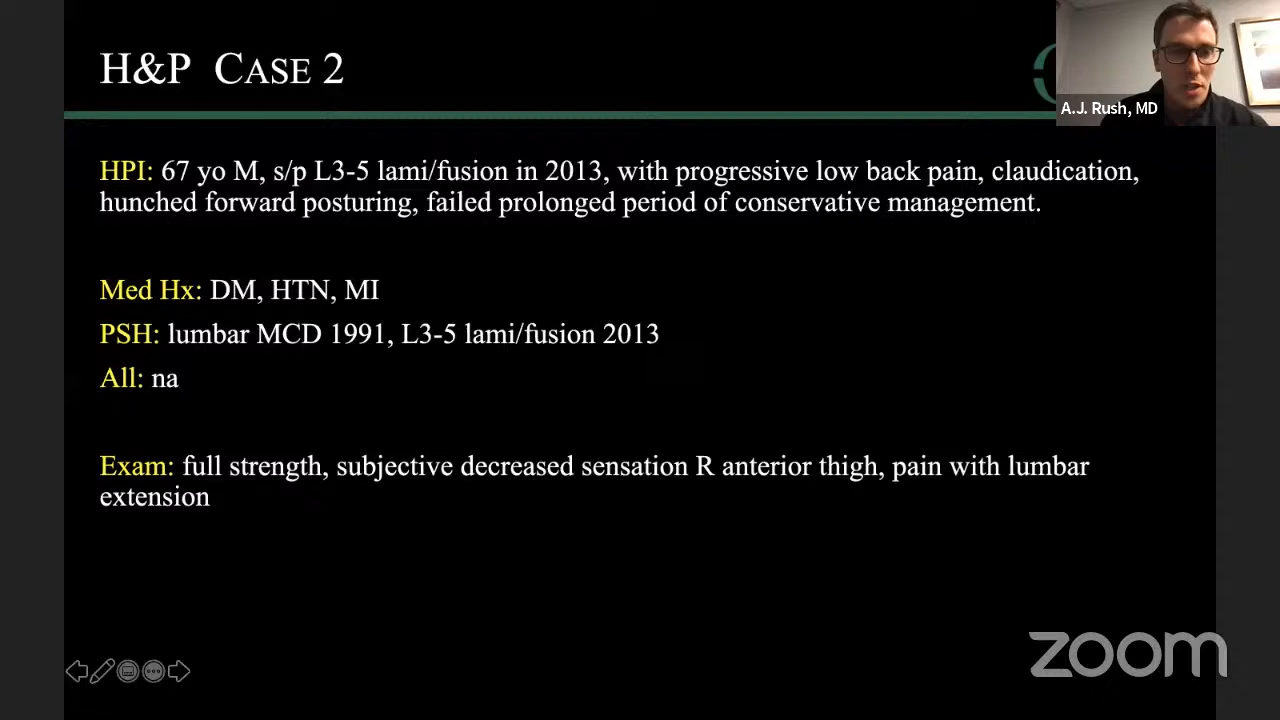 H&P CASE 2
A.J. Rush, MD
HPI: 67 yo M, s/p L3-5 lami/fusion in 2013, with progressive low back pain, claudication,
hunched forward posturing, failed prolonged period of conservative management.
Med Hx: DM, HTN, MI
PSH: lumbar MCD 1991, L3-5 lami/fusion 2013
All: na
Exam: full strength, subjective decreased sensation R anterior thigh, pain with lumbar
extension
zoom